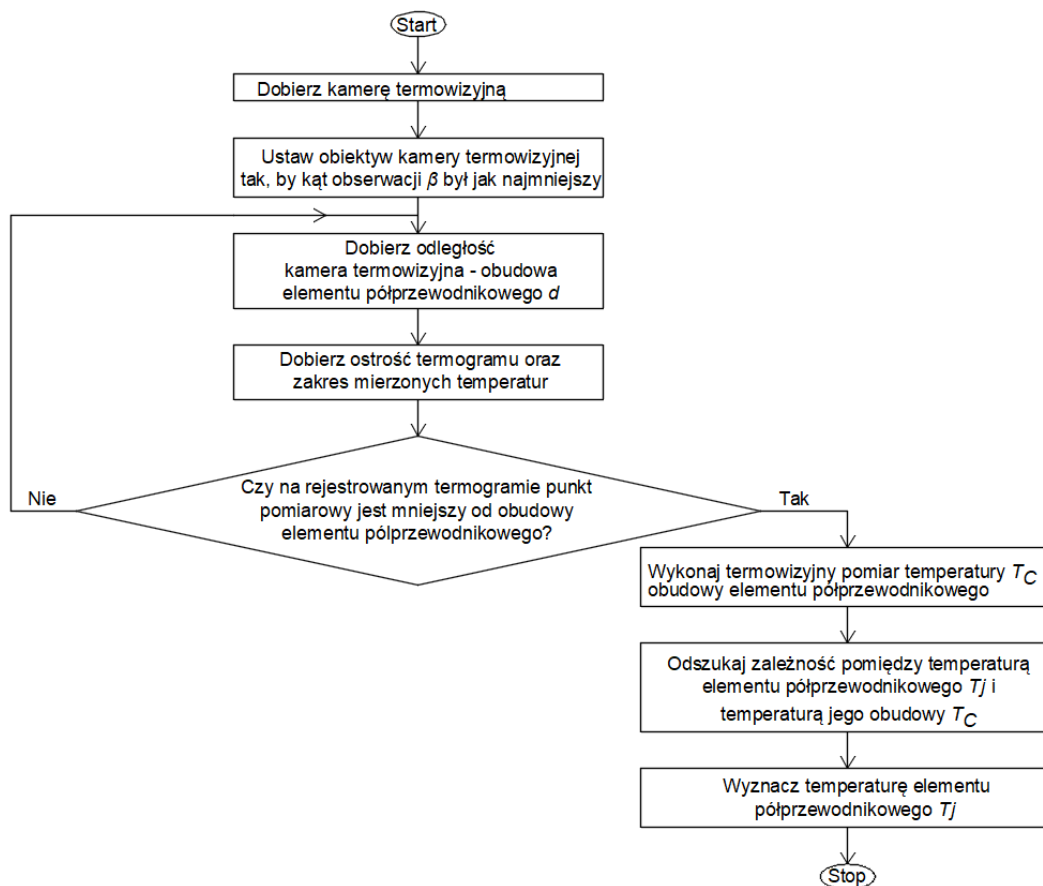 Start
Dobierz kamerę termowizyjną
Ustaw obiektyw kamery termowizyjnej
tak, by kąt obserwacji β był jak najmniejszy
Dobierz odległość
kamera termowizyjna - obudowa
elementu półprzewodnikowego d
Dobierz ostrość termogramu oraz
zakres mierzonych temperatur
Czy na rejestrowanym termogramie punkt
pomiarowy jest mniejszy od obudowy
elementu pólprzewodnikowego?
Nie
Tak
Wykonaj termowizyjny pomiar temperatury TC
obudowy elementu półprzewodnikowego
Odszukaj zależność pomiędzy temperaturą
elementu półprzewodnikowego Tj i
temperaturą jego obudowy TC
Wyznacz temperaturę elementu
półprzewodnikowego Tj
Stop